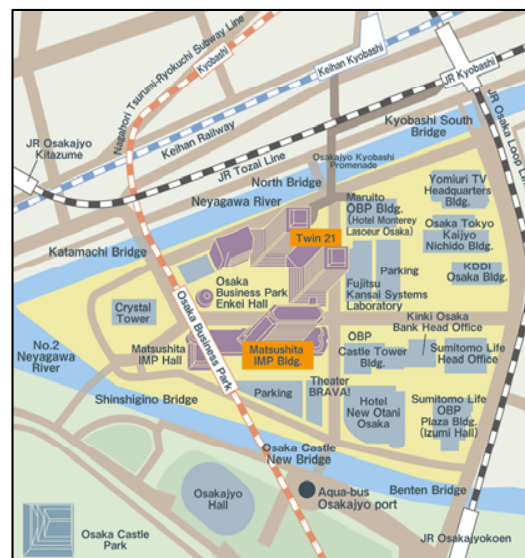 Nagahori Tsurumi-Ryokuchi Subway Line
Kyobashi
Keihan Kyobashi
JR Kyobashi
JR Osakajyo
Kitazume
Keihan Railway
JR Tozai Line
Kyobashi South
Bridge
JR Osaka Loop Line
Osakajyo Kyobashi
Promenade
North Bridge
Neyagawa River
Maruito
OBP Bldg.
(Hotel Monterey
Lasoeur Osaka)
Yomiuri TV
Headquarters
Bldg.
Twin 21
Osaka Tokyo
Kaijyo
Nichido Bldg.
Katamachi Bridge
Parking
KDDI
Osaka Bldg.
Osaka
Business Park
Enkei Hall
Fujitsu
Kansai Systems
Laboratory
Crystal
Tower
Osaka Business Park
Kinki Osaka
Bank Head Office
No.2
Neyagawa
River
Matsushita
IMP Hall
Matsushita
IMP Bldg.
OBP
Castle Tower
Bldg.
Sumitomo Life
Head Office
Shinshigino Bridge
Parking
Theater
BRAVA!
Hotel
New Otani
Osaka
Sumitomo Life
OBP
Plaza Bldg.
(Izumi Hall)
Osaka Castle
New Bridge
Osakajyo
Hall
Aqua-bus
Osakajyo port
Benten Bridge
Osaka Castle
Park
JR Osakajyokoen